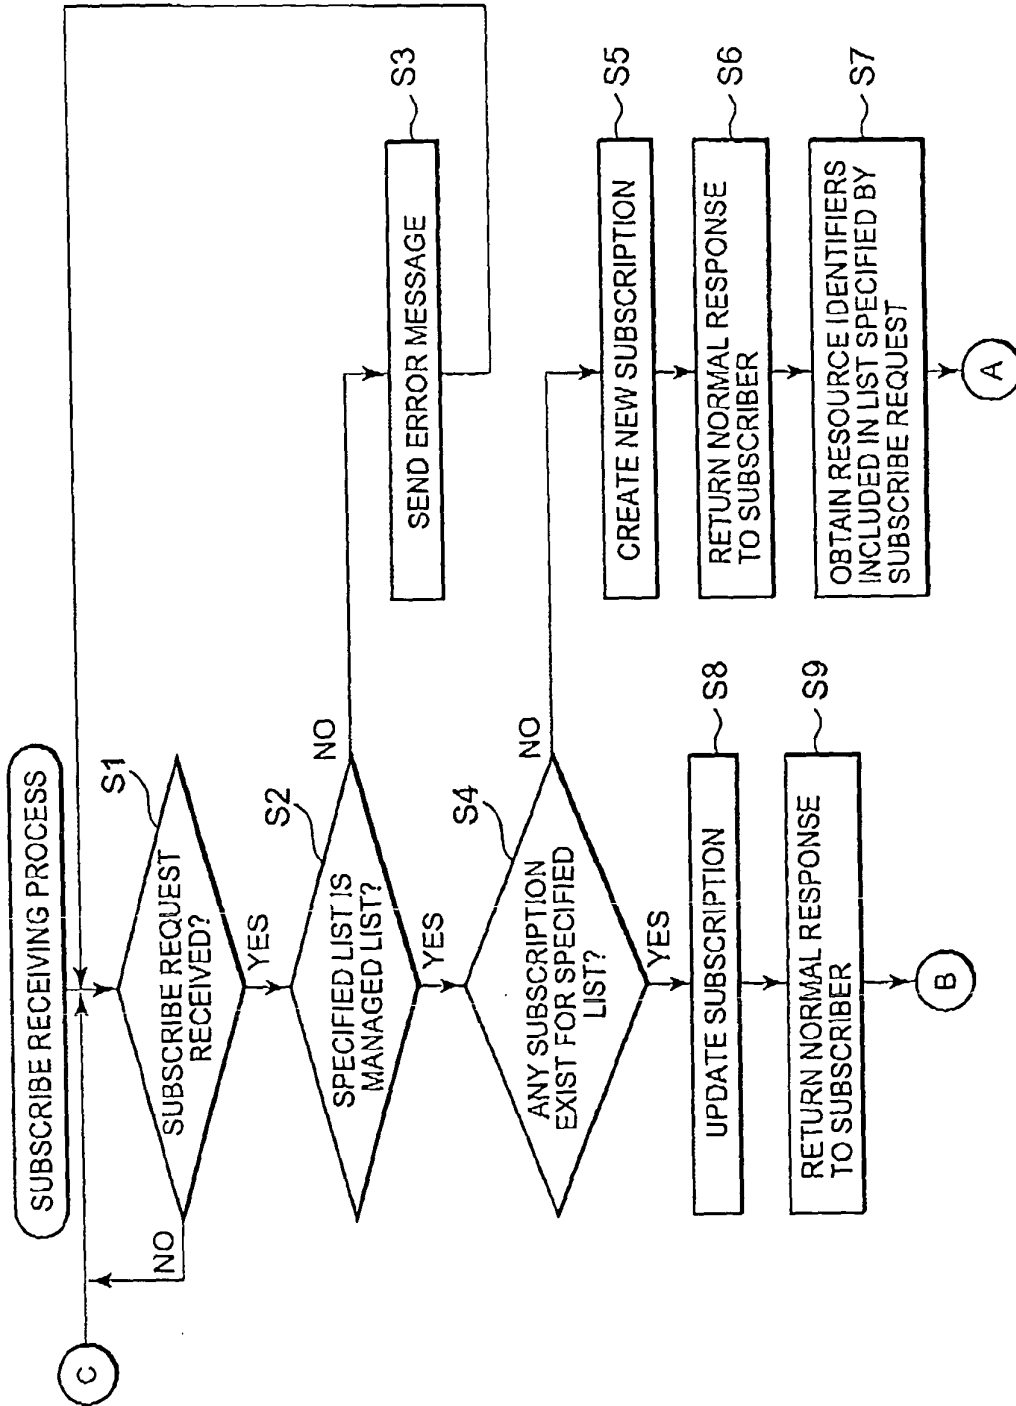 SUBSCRIBE RECEIVING PROCESS
C
NO
S1
SUBSCRIBE REQUEST
RECEIVED?
YES
S2
SPECIFIED LIST IS
MANAGED LIST?
NO
YES
S3
SEND ERROR MESSAGE
S4
ANY SUBSCRIPTION
EXIST FOR SPECIFIED
LIST?
NO
YES
S5
CREATE NEW SUBSCRIPTION
S6
RETURN NORMAL RESPONSE
TO SUBSCRIBER
S7
OBTAIN RESOURCE IDENTIFIERS
INCLUDED IN LIST SPECIFIED BY
SUBSCRIBE REQUEST
A
S8
UPDATE SUBSCRIPTION
S9
RETURN NORMAL RESPONSE
TO SUBSCRIBER
B